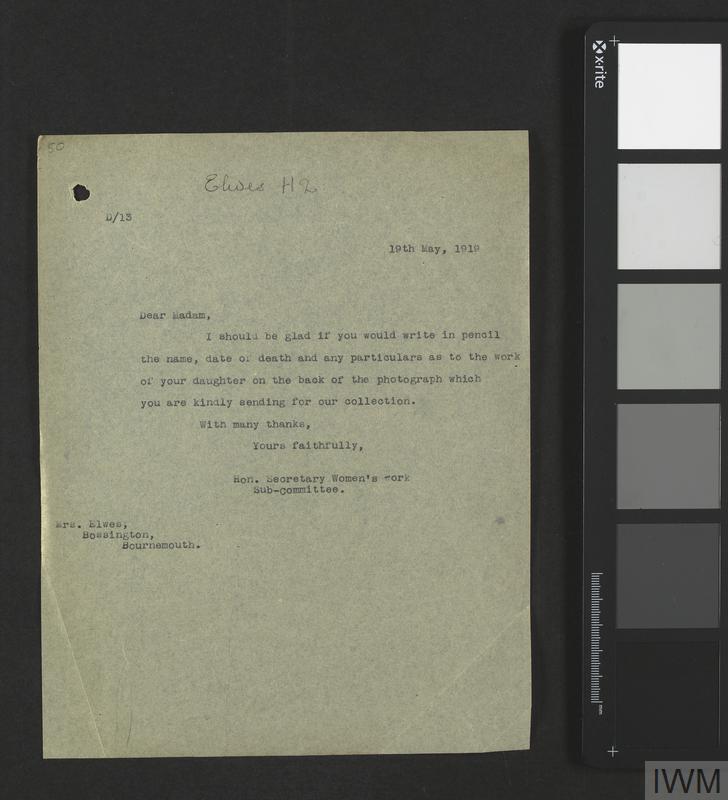 50
Elwes H2
D/13
19th May, 1919
Dear Madam,
I should be glad if you would write in pencil
the name, date of death and any particulars as to the work
of your daughter on the back of the photograph which
you are kindly sending for our collection.
With many thanks,
Yours faithfully,
Hon. Secretary Women's Work
Sub-Committee.
Mrs. Elwes,
Bossington,
Bournemouth.
x-rite
mm
IWM